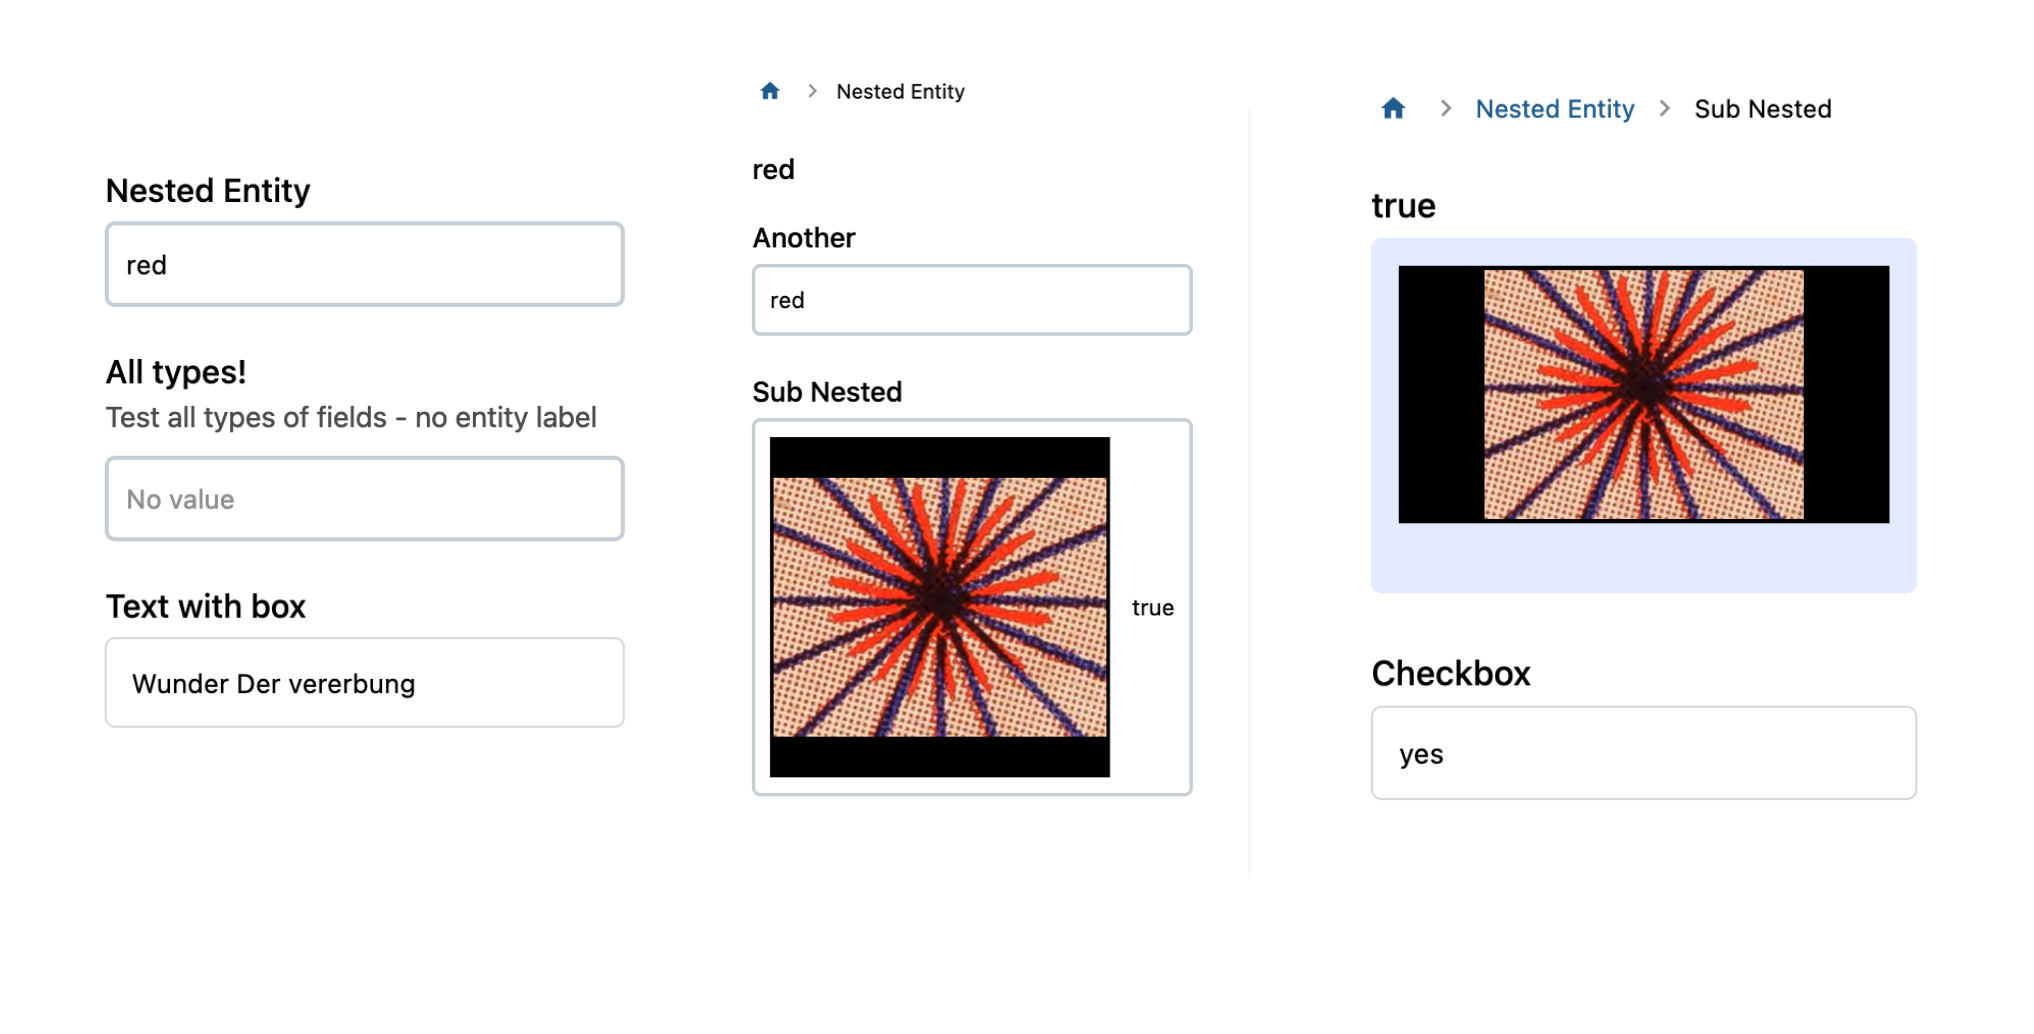 Nested Entity
red
All types!
Test all types of fields - no entity label
No value
Text with box
Wunder Der vererbung
Nested Entity
red
Another
red
Sub Nested
true
Nested Entity > Sub Nested
true
Checkbox
yes